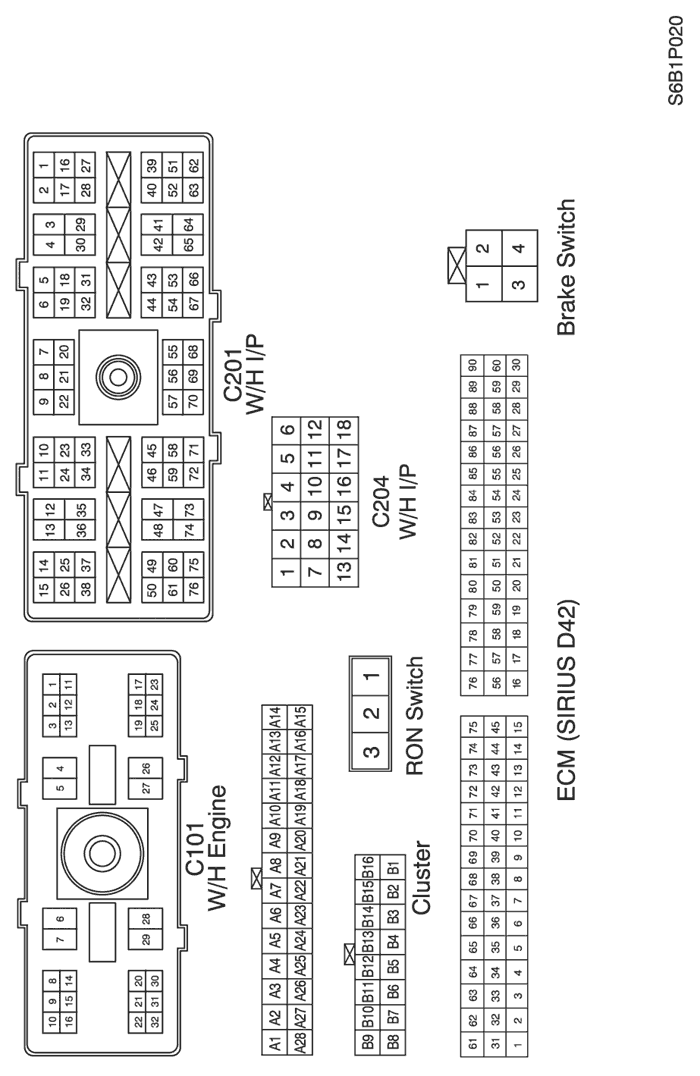 10 9 8
7 6
5 4
3 2 1
16 15 14
13 12 11
22 21 20
29 28
27 26
19 18 17
32 31 30
25 24 23
C101
W/H Engine
15 14
13 12
11 10
9 8 7
6 5
4 3
2 1
26 25
24 23
22 21 20
19 18
17 16
38 37
36 35
34 33
32 31
30 29
28 27
50 49
48 47
46 45
57 56 55
44 43
42 41
40 39
61 60
59 58
54 53
52 51
76 75
74 73
72 71
70 69 68
67 66
65 64
63 62
C201
W/H I/P
A1 A2 A3 A4 A5 A6 A7 A8 A9 A10 A11 A12 A13 A14
A28 A27 A26 A25 A24 A23 A22 A21 A20 A19 A18 A17 A16 A15
B9 B10 B11 B12 B13 B14 B15 B16
B8 B7 B6 B5 B4 B3 B2 B1
Cluster
3 2 1
RON Switch
1 2 3 4 5 6
7 8 9 10 11 12
13 14 15 16 17 18
C204
W/H I/P
61 62 63 64 65 66 67 68 69 70 71 72 73 74 75
31 32 33 34 35 36 37 38 39 40 41 42 43 44 45
1 2 3 4 5 6 7 8 9 10 11 12 13 14 15
76 77 78 79 80 81 82 83 84 85 86 87 88 89 90
56 57 58 59 50 51 52 53 54 55 56 57 58 59 60
16 17 18 19 20 21 22 23 24 25 26 27 28 29 30
ECM (SIRIUS D42)
1 2
3 4
Brake Switch
S6B1P020